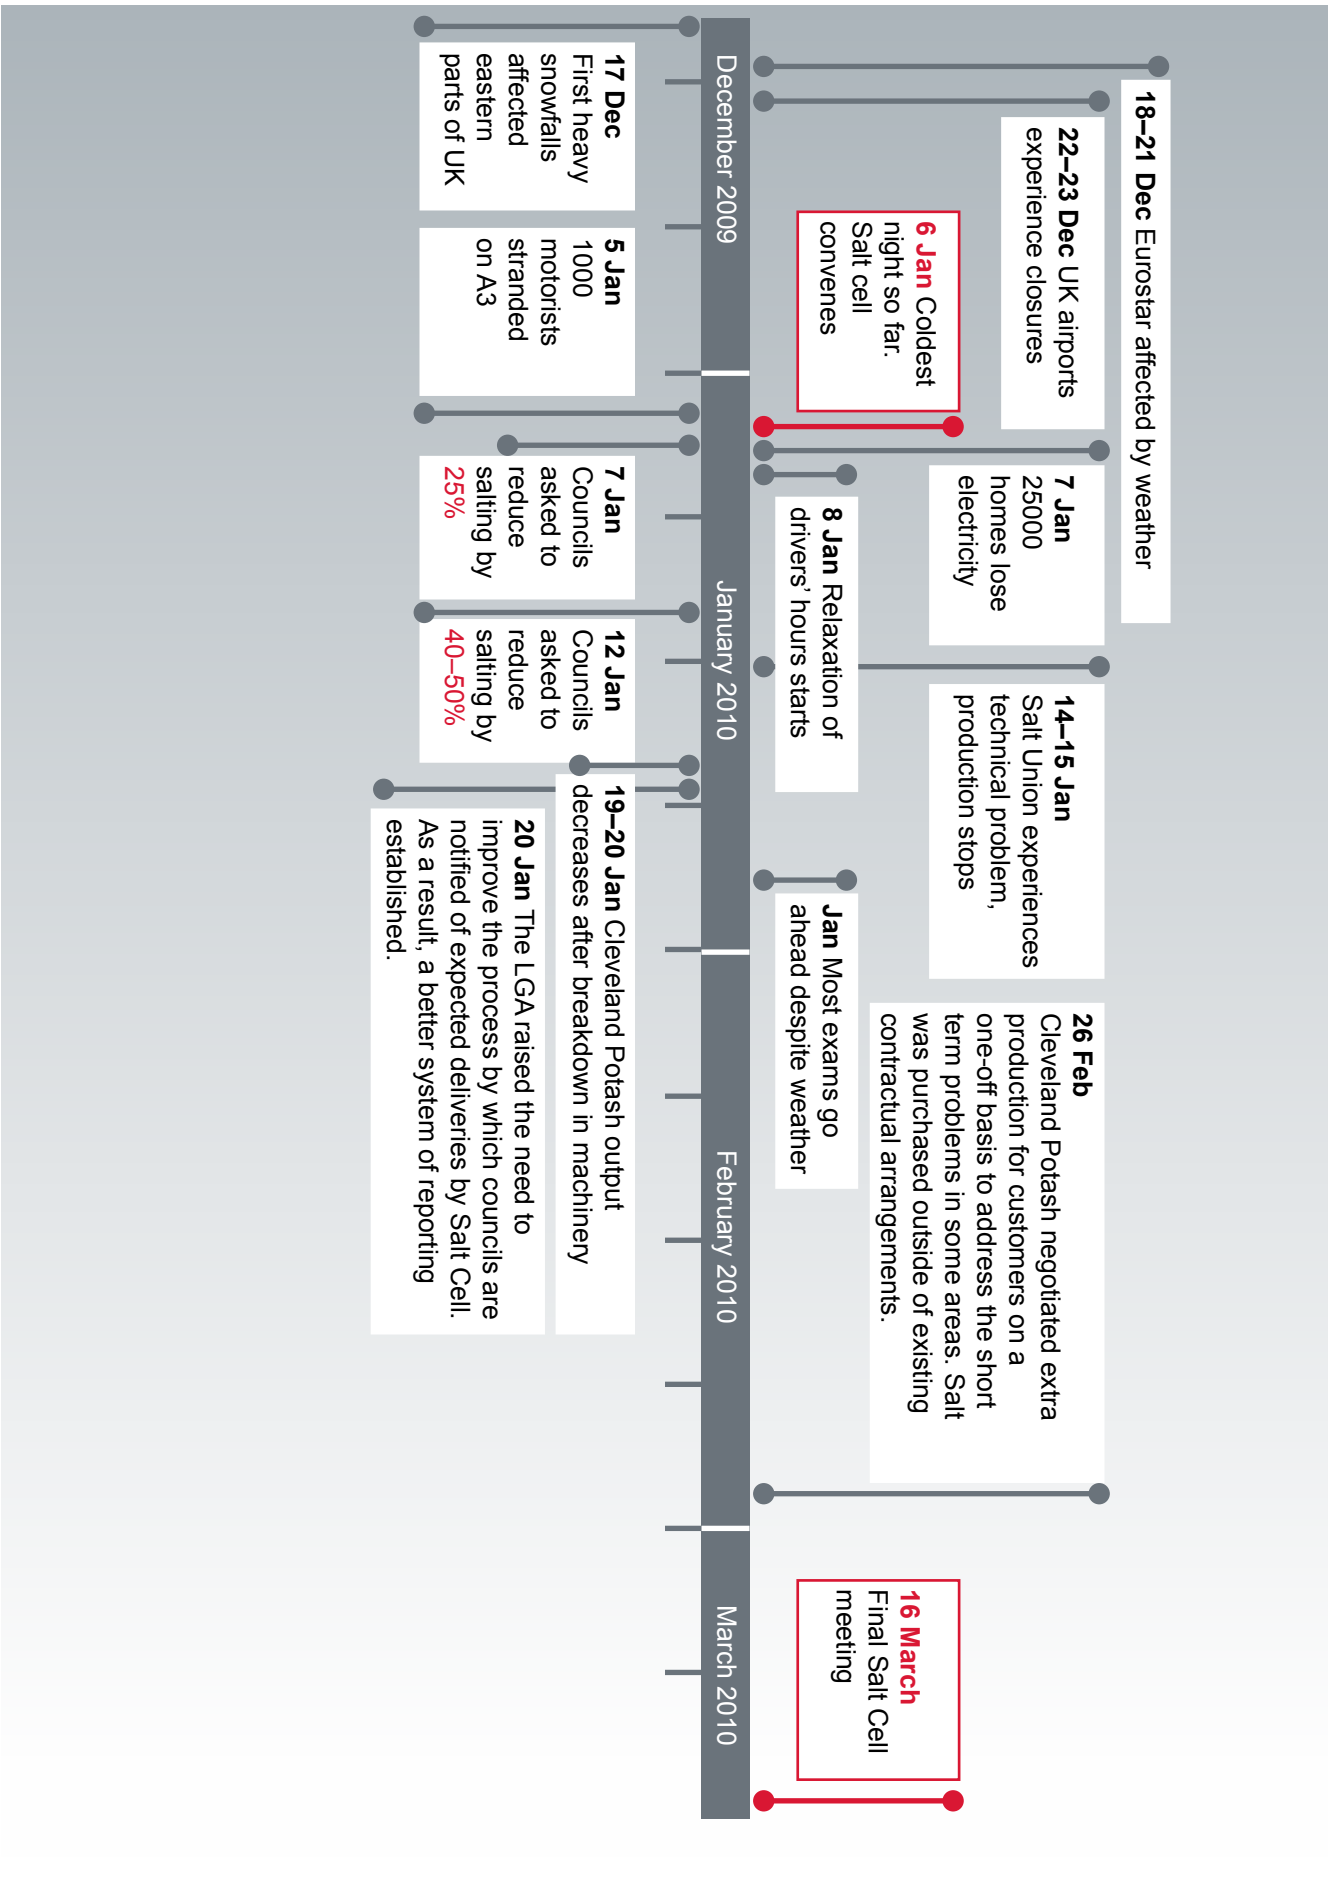 18–21 Dec Eurostar affected by weather
22–23 Dec UK airports
experience closures
7 Jan
25000
homes lose
electricity
14–15 Jan
Salt Union experiences
technical problem,
production stops
26 Feb
Cleveland Potash negotiated extra
production for customers on a
one-off basis to address the short
term problems in some areas. Salt
was purchased outside of existing
contractual arrangements.
6 Jan Coldest
night so far.
Salt cell
convenes
8 Jan Relaxation of
drivers’ hours starts
Jan Most exams go
ahead despite weather
16 March
Final Salt Cell
meeting
December 2009
January 2010
February 2010
March 2010
17 Dec
First heavy
snowfalls
affected
eastern
parts of UK
5 Jan
1000
motorists
stranded
on A3
7 Jan
Councils
asked to
reduce
salting by
25%
12 Jan
Councils
asked to
reduce
salting by
40–50%
19–20 Jan Cleveland Potash output
decreases after breakdown in machinery
20 Jan The LGA raised the need to
improve the process by which councils are
notified of expected deliveries by Salt Cell.
As a result, a better system of reporting
established.